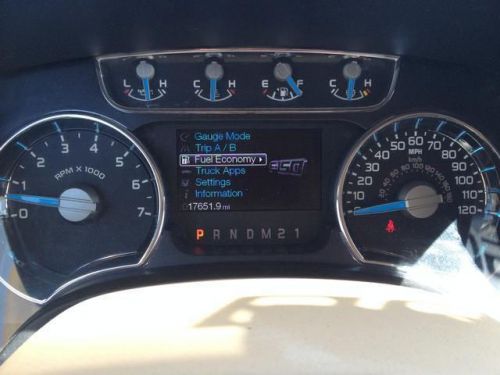 L H C H E F C H
Gauge Mode
Trip A / B
Fuel Economy
Truck Apps
Settings
Information
17651.9 mi
P R N D M 2 1
0 1 2 3 4 5 6 7
RPM X 1000
MPH
km/h
0 10 20 30 40 50 60 70 80 90 100 110 120